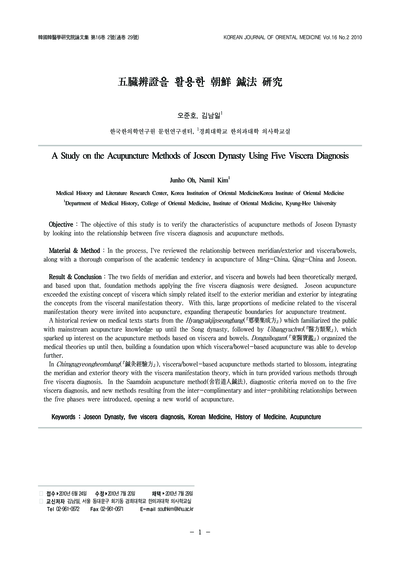 韓國韓醫學硏究院論文集 第16卷 2號(通卷 29號)
KOREAN JOURNAL OF ORIENTAL MEDICINE Vol.16 No.2 2010
五臟辨證을 활용한 朝鮮 鍼法 硏究
오준호, 김남일¹
한국한의학연구원 문헌연구센터, ¹경희대학교 한의과대학 의사학교실
A Study on the Acupuncture Methods of Joseon Dynasty Using Five Viscera Diagnosis
Junho Oh, Namil Kim¹
Medical History and Literature Research Center, Korea Institution of Oriental MedicineKorea Institute of Oriental Medicine
¹Department of Medical History, College of Oriental Medicine, Institute of Oriental Medicine, Kyung-Hee University
Objective : The objective of this study is to verify the characteristics of acupuncture methods of Joseon Dynasty
by looking into the relationship between five viscera diagnosis and acupuncture methods.
Material & Method : In the process, I've reviewed the relationship between meridian/exterior and viscera/bowels,
along with a thorough comparison of the academic tendency in acupuncture of Ming-China, Qing-China and Joseon.
Result & Conclusion : The two fields of meridian and exterior, and viscera and bowels had been theoretically merged,
and based upon that, foundation methods applying the five viscera diagnosis were designed. Joseon acupuncture
exceeded the existing concept of viscera which simply related itself to the exterior meridian and exterior by integrating
the concepts from the visceral manifestation theory. With this, large proportions of medicine related to the visceral
manifestation theory were invited into acupuncture, expanding therapeutic boundaries for acupuncture treatment.
A historical review on medical texts starts from the Hyangyakjipseongbang(『鄕藥集成方』) which familiarized the public
with mainstream acupuncture knowledge up until the Song dynasty, followed by Uibangyuchwi(『醫方類聚』), which
sparked up interest on the acupuncture methods based on viscera and bowels. Donguibogam(『東醫寶鑑』) organized the
medical theories up until then, building a foundation upon which viscera/bowel-based acupuncture was able to develop
further.
In Chimgugyeongheombang(『鍼灸經驗方』), viscera/bowel-based acupuncture methods started to blossom, integrating
the meridian and exterior theory with the viscera manifestation theory, which in turn provided various methods through
five viscera diagnosis. In the Saamdoin acupuncture method(舍岩道人鍼法), diagnostic criteria moved on to the five
viscera diagnosis, and new methods resulting from the inter-complimentary and inter-prohibiting relationships between
the five phases were introduced, opening a new world of acupuncture.
Keywords : Joseon Dynasty, five viscera diagnosis, Korean Medicine, History of Medicine, Acupuncture
접수▸2010년 6월 24일 수정▸2010년 7월 20일 채택▸2010년 7월 29일
교신저자 김남일, 서울 동대문구 회기동 경희대학교 한의과대학 의사학교실
Tel 02-961-0672 Fax 02-961-0671 E-mail southkim@khu.ac.kr
- 1 -